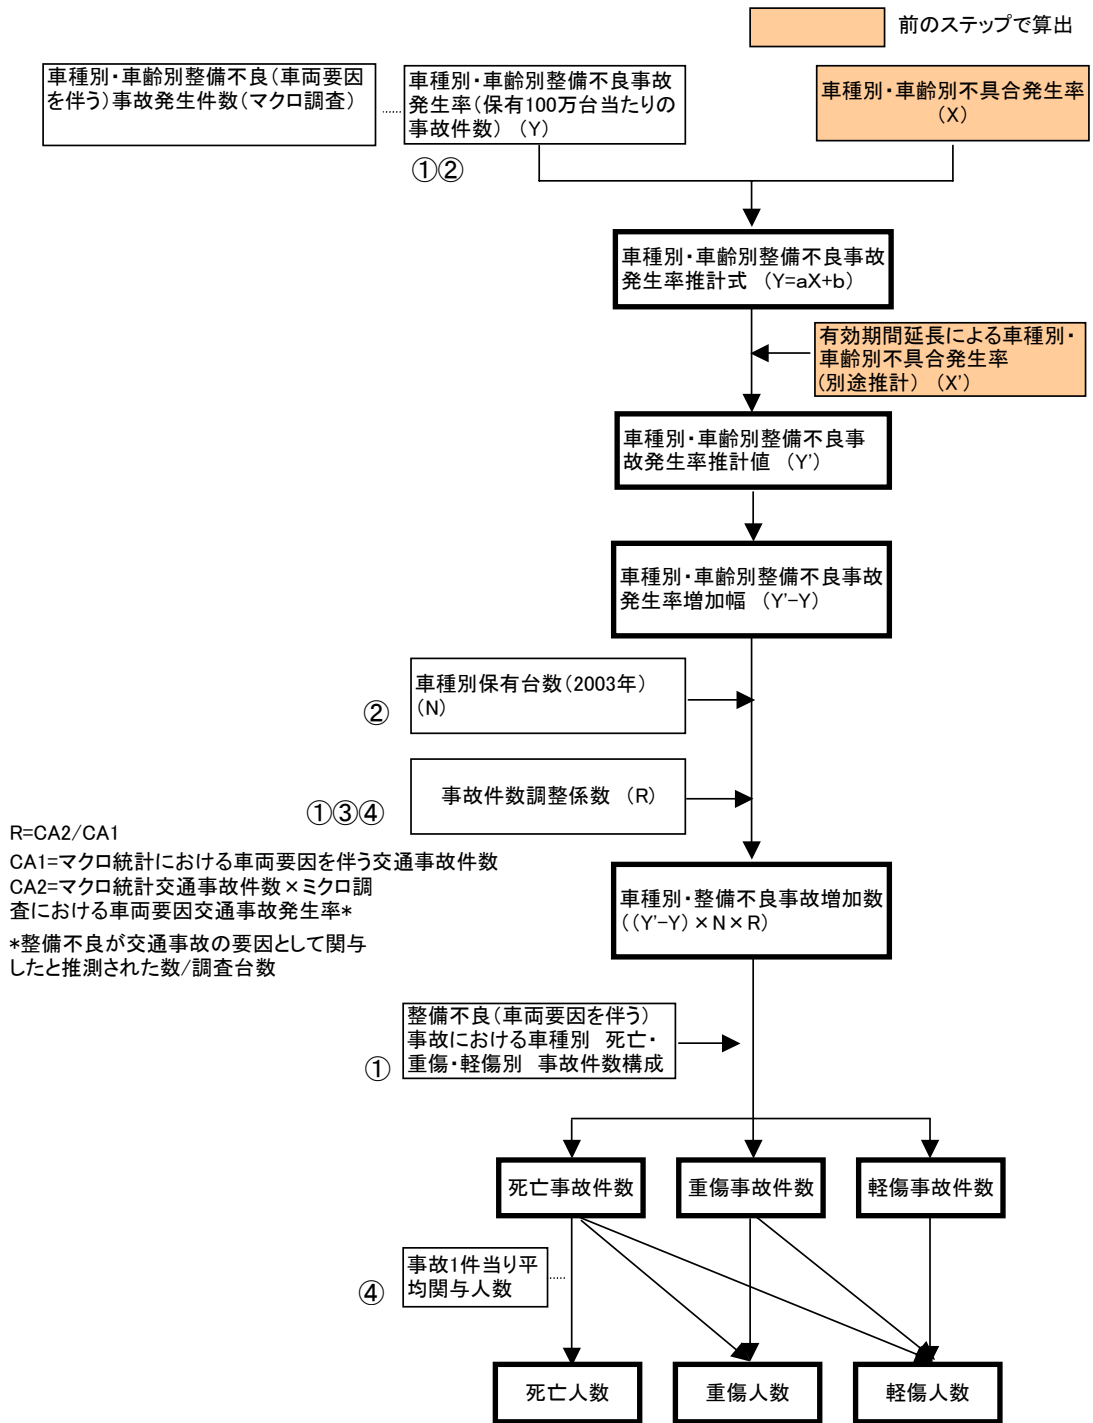 前のステップで算出
車種別・車齢別整備不良（車両要因
を伴う）事故発生件数（マクロ調査）
車種別・車齢別整備不良事故
発生率（保有100万台当たりの
事故件数） （Y）
車種別・車齢別不具合発生率
（X）
①②
車種別・車齢別整備不良事故
発生率推計式 （Y=aX+b）
有効期間延長による車種別・
車齢別不具合発生率
（別途推計） （X'）
車種別・車齢別整備不良事
故発生率推計値 （Y'）
車種別・車齢別整備不良事故
発生率増加幅 （Y'-Y）
車種別保有台数（2003年）
（N）
②
事故件数調整係数 （R）
①③④
R=CA2/CA1
CA1=マクロ統計における車両要因を伴う交通事故件数
CA2=マクロ統計交通事故件数×ミクロ調
査における車両要因交通事故発生率*
*整備不良が交通事故の要因として関与
したと推測された数/調査台数
車種別・整備不良事故増加数
（（Y'-Y）×N×R）
整備不良（車両要因を伴う）
事故における車種別 死亡・
重傷・軽傷別 事故件数構成
①
死亡事故件数
重傷事故件数
軽傷事故件数
事故1件当り平
均関与人数
④
死亡人数
重傷人数
軽傷人数